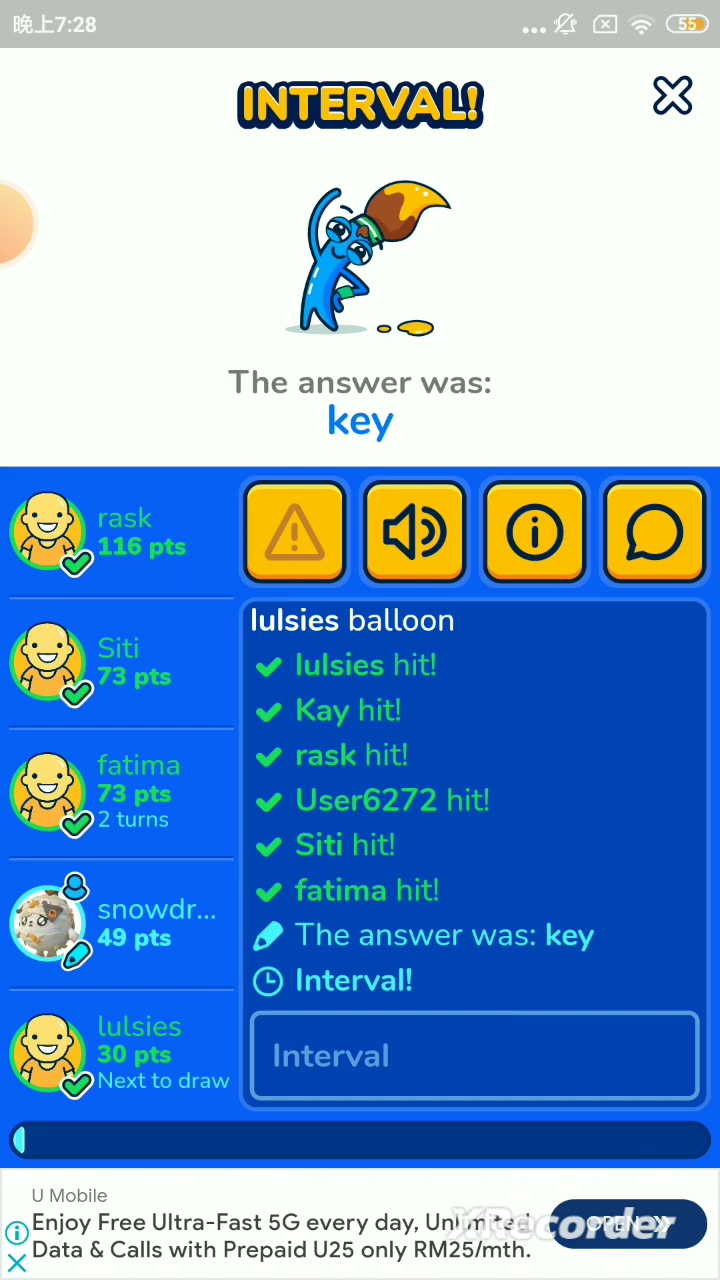 晚上7:28
55
INTERVAL!
The answer was:
key
rask
116 pts
Siti
73 pts
fatima
73 pts
2 turns
snowdr...
49 pts
lulsies
30 pts
Next to draw
lulsies balloon
lulsies hit!
Kay hit!
rask hit!
User6272 hit!
Siti hit!
fatima hit!
The answer was: key
Interval!
Interval
U Mobile
Enjoy Free Ultra-Fast 5G every day, Unlimited
Data & Calls with Prepaid U25 only RM25/mth.
OPEN
XRecorder